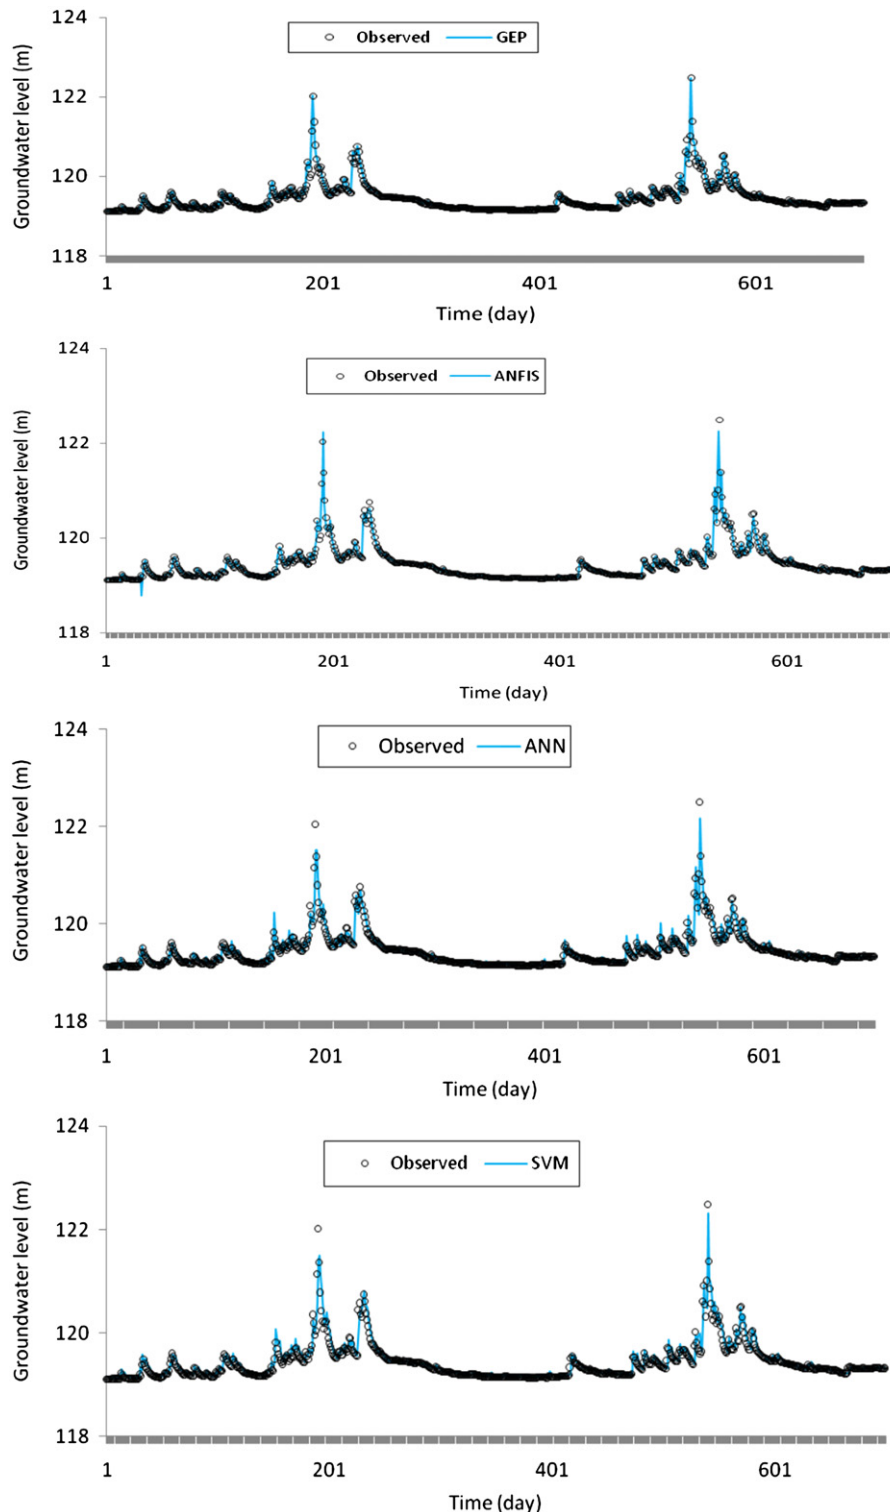 124
Observed GEP
122
120
118
Groundwater level (m)
1 201 401 601
Time (day)
124
Observed ANFIS
122
120
118
Groundwater level (m)
1 201 401 601
Time (day)
124
Observed ANN
122
120
118
Groundwater level (m)
1 201 401 601
Time (day)
124
Observed SVM
122
120
118
Groundwater level (m)
1 201 401 601
Time (day)